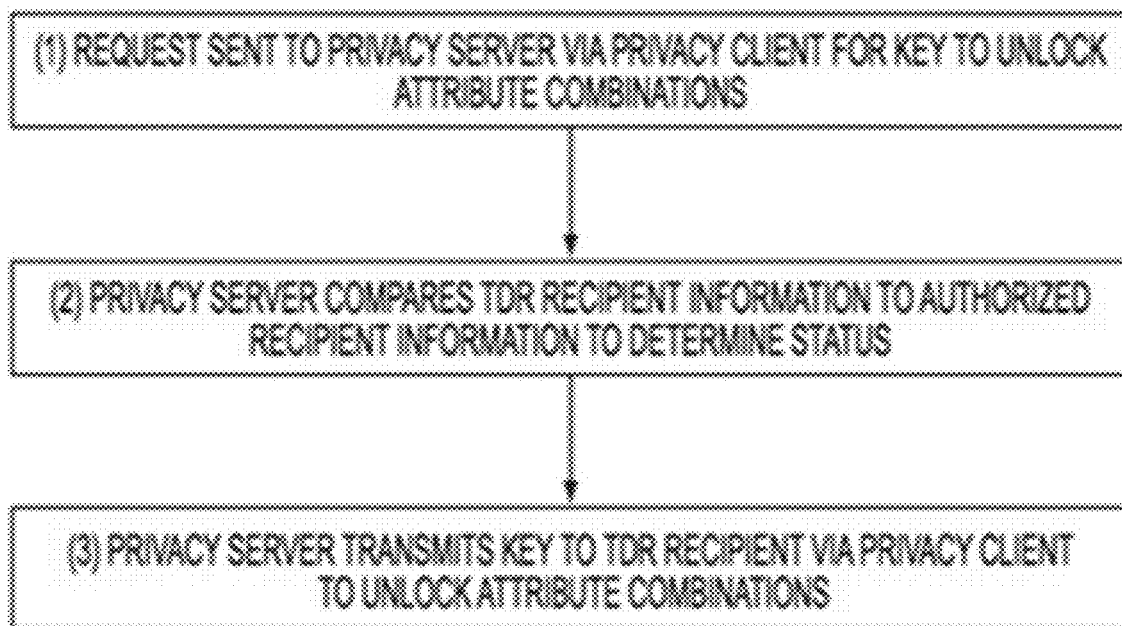 (1) REQUEST SENT TO PRIVACY SERVER VIA PRIVACY CLIENT FOR KEY TO UNLOCK
ATTRIBUTE COMBINATIONS
(2) PRIVACY SERVER COMPARES TDR RECIPIENT INFORMATION TO AUTHORIZED
RECIPIENT INFORMATION TO DETERMINE STATUS
(3) PRIVACY SERVER TRANSMITS KEY TO TDR RECIPIENT VIA PRIVACY CLIENT
TO UNLOCK ATTRIBUTE COMBINATIONS